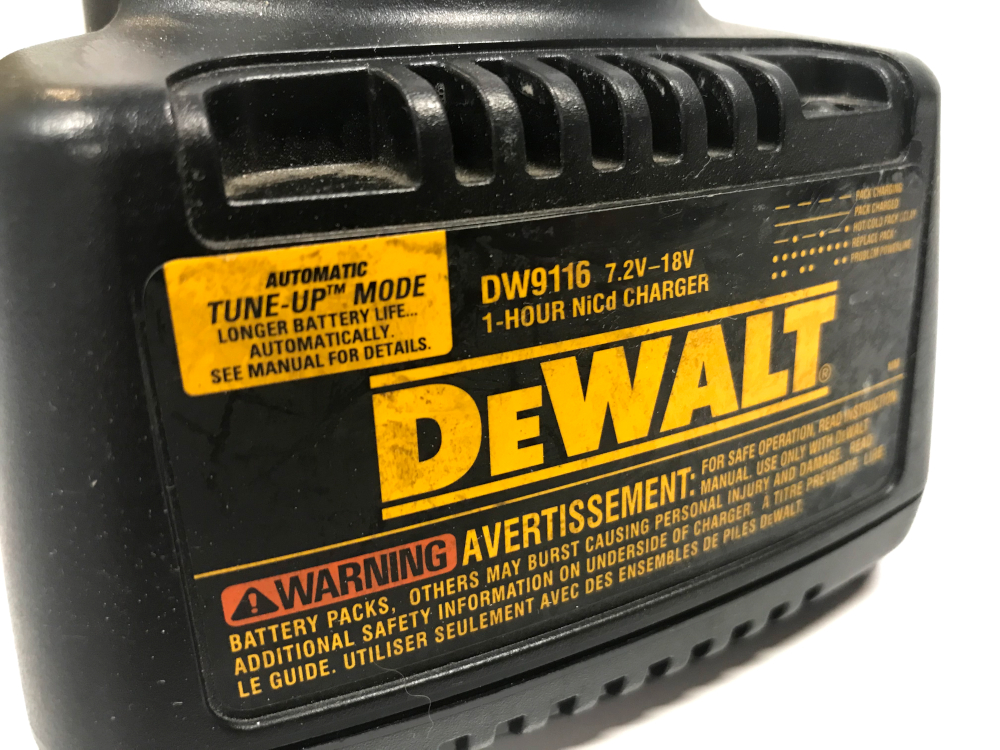 AUTOMATIC
TUNE-UP™ MODE
LONGER BATTERY LIFE...
AUTOMATICALLY.
SEE MANUAL FOR DETAILS.
DW9116 7.2V–18V
1-HOUR NiCd CHARGER
PACK CHARGING
PACK CHARGED
HOT/COLD PACK DELAY
REPLACE PACK
PROBLEM POWERLINE
DEWALT®
WARNING AVERTISSEMENT: FOR SAFE OPERATION, READ INSTRUCTION
MANUAL. USE ONLY WITH DEWALT
BATTERY PACKS, OTHERS MAY BURST CAUSING PERSONAL INJURY AND DAMAGE. READ
ADDITIONAL SAFETY INFORMATION ON UNDERSIDE OF CHARGER. À TITRE PRÉVENTIF, LIRE
LE GUIDE. UTILISER SEULEMENT AVEC DES ENSEMBLES DE PILES DEWALT.